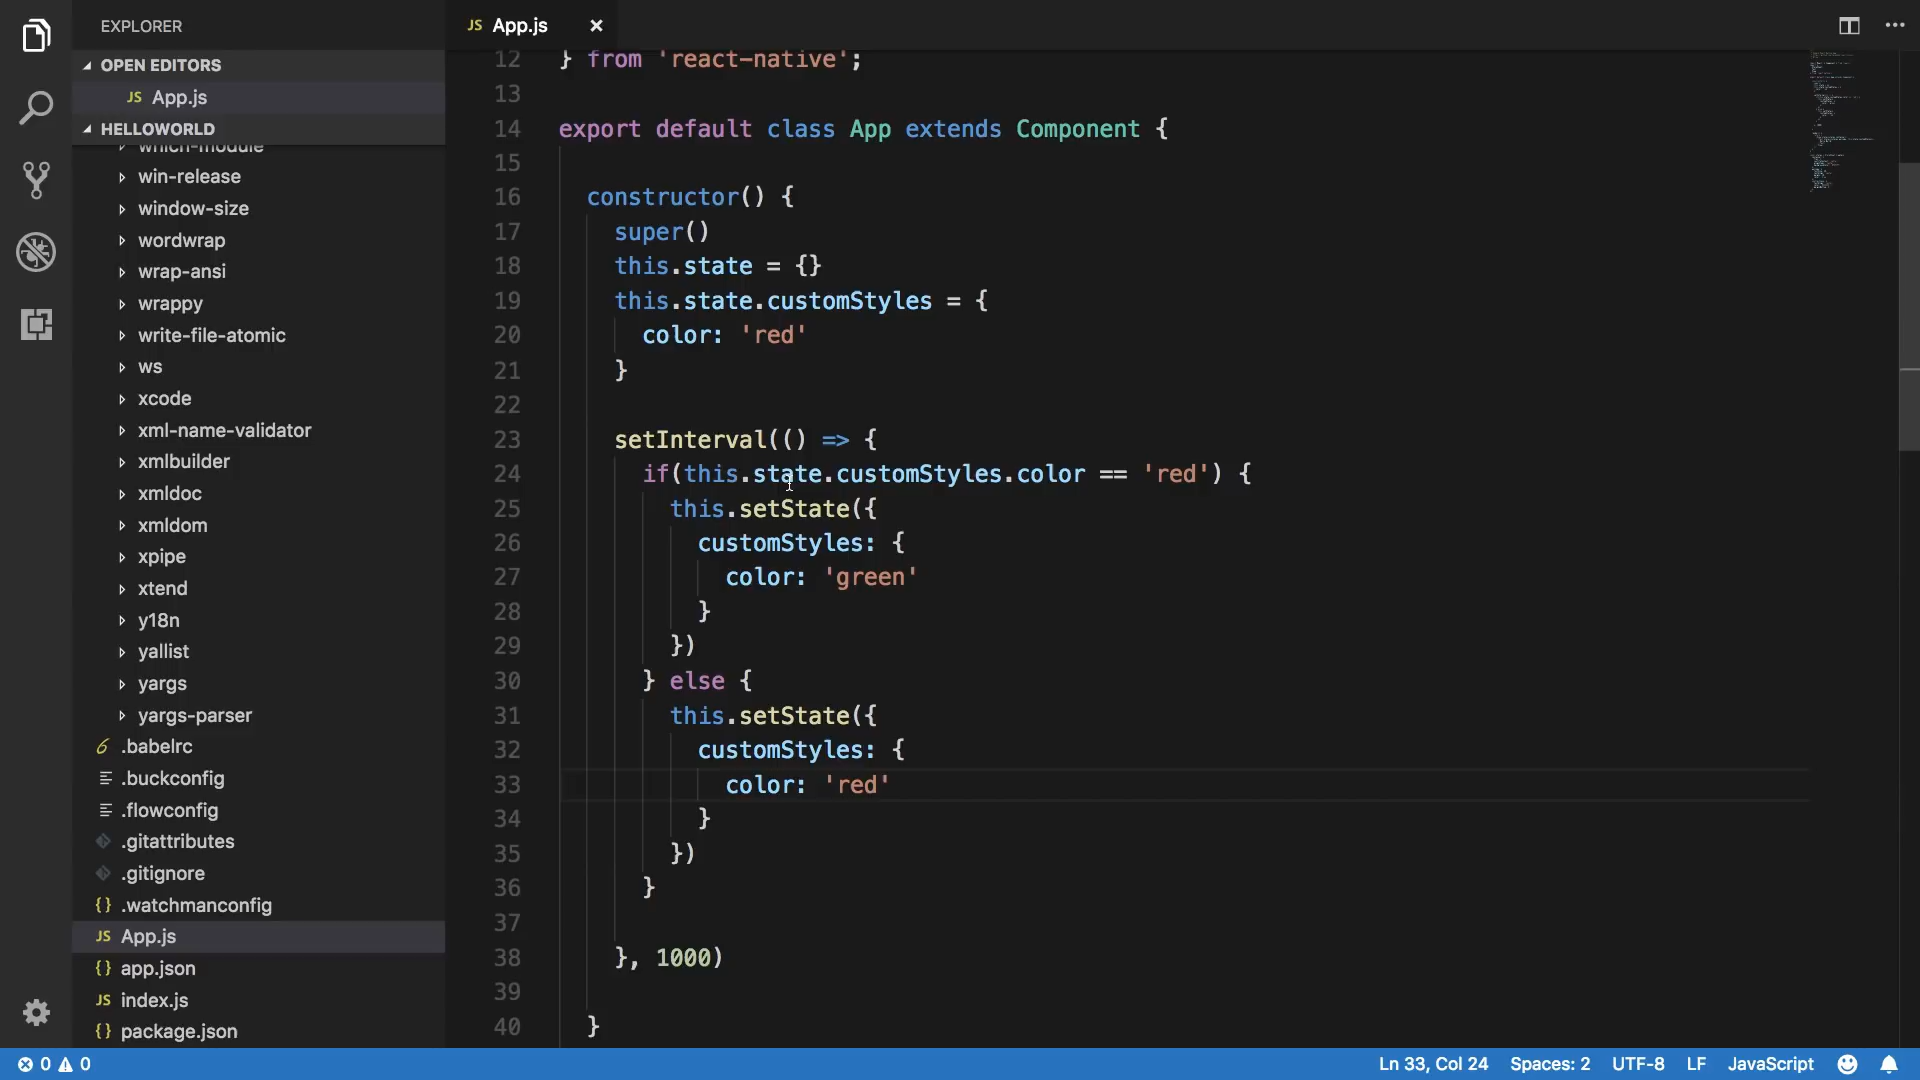 EXPLORER
OPEN EDITORS
JS App.js
HELLOWORLD
which-module
win-release
window-size
wordwrap
wrap-ansi
wrappy
write-file-atomic
ws
xcode
xml-name-validator
xmlbuilder
xmldoc
xmldom
xpipe
xtend
y18n
yallist
yargs
yargs-parser
.babelrc
.buckconfig
.flowconfig
.gitattributes
.gitignore
{} .watchmanconfig
JS App.js
{} app.json
JS index.js
{} package.json
JS App.js ×
12 } from 'react-native';
13
14 export default class App extends Component {
15
16 constructor() {
17 super()
18 this.state = {}
19 this.state.customStyles = {
20 color: 'red'
21 }
22
23 setInterval(() => {
24 if(this.state.customStyles.color == 'red') {
25 this.setState({
26 customStyles: {
27 color: 'green'
28 }
29 })
30 } else {
31 this.setState({
32 customStyles: {
33 color: 'red'
34 }
35 })
36 }
37
38 }, 1000)
39
40 }
0 0 Ln 33, Col 24 Spaces: 2 UTF-8 LF JavaScript